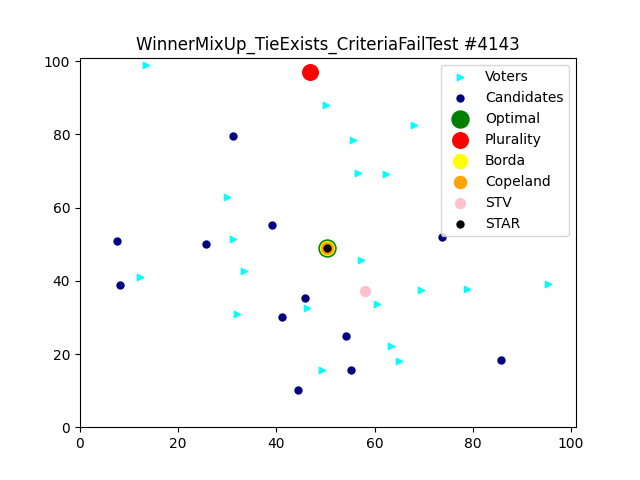 WinnerMixUp_TieExists_CriteriaFailTest #4143
100
80
60
40
20
0
0 20 40 60 80 100
Voters
Candidates
Optimal
Plurality
Borda
Copeland
STV
STAR